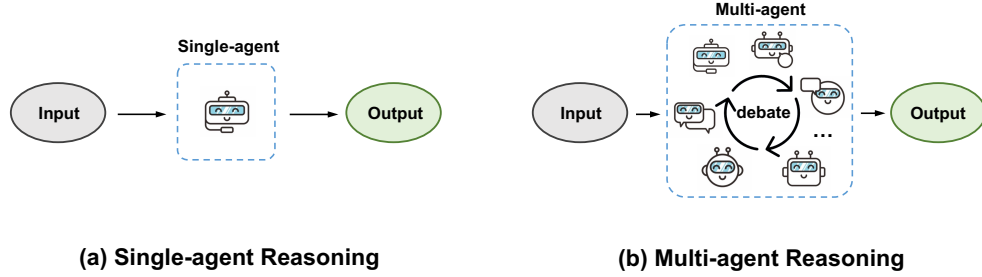 Single-agent
Input
Output
(a) Single-agent Reasoning
Multi-agent
Input
debate
...
Output
(b) Multi-agent Reasoning